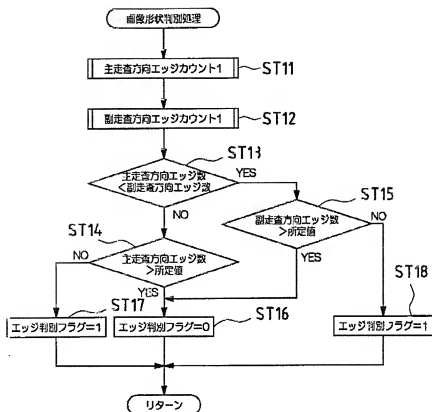 画像形状判別処理
主走査方向エッジカウント1
ST11
副走査方向エッジカウント1
ST12
ST13
主走査方向エッジ数
<副走査方向エッジ数
YES
NO
ST15
副走査方向エッジ数
>所定値
NO
YES
ST14
主走査方向エッジ数
>所定値
NO
YES
ST17
エッジ判別フラグ=1
エッジ判別フラグ=0
ST16
ST18
エッジ判別フラグ=1
リターン